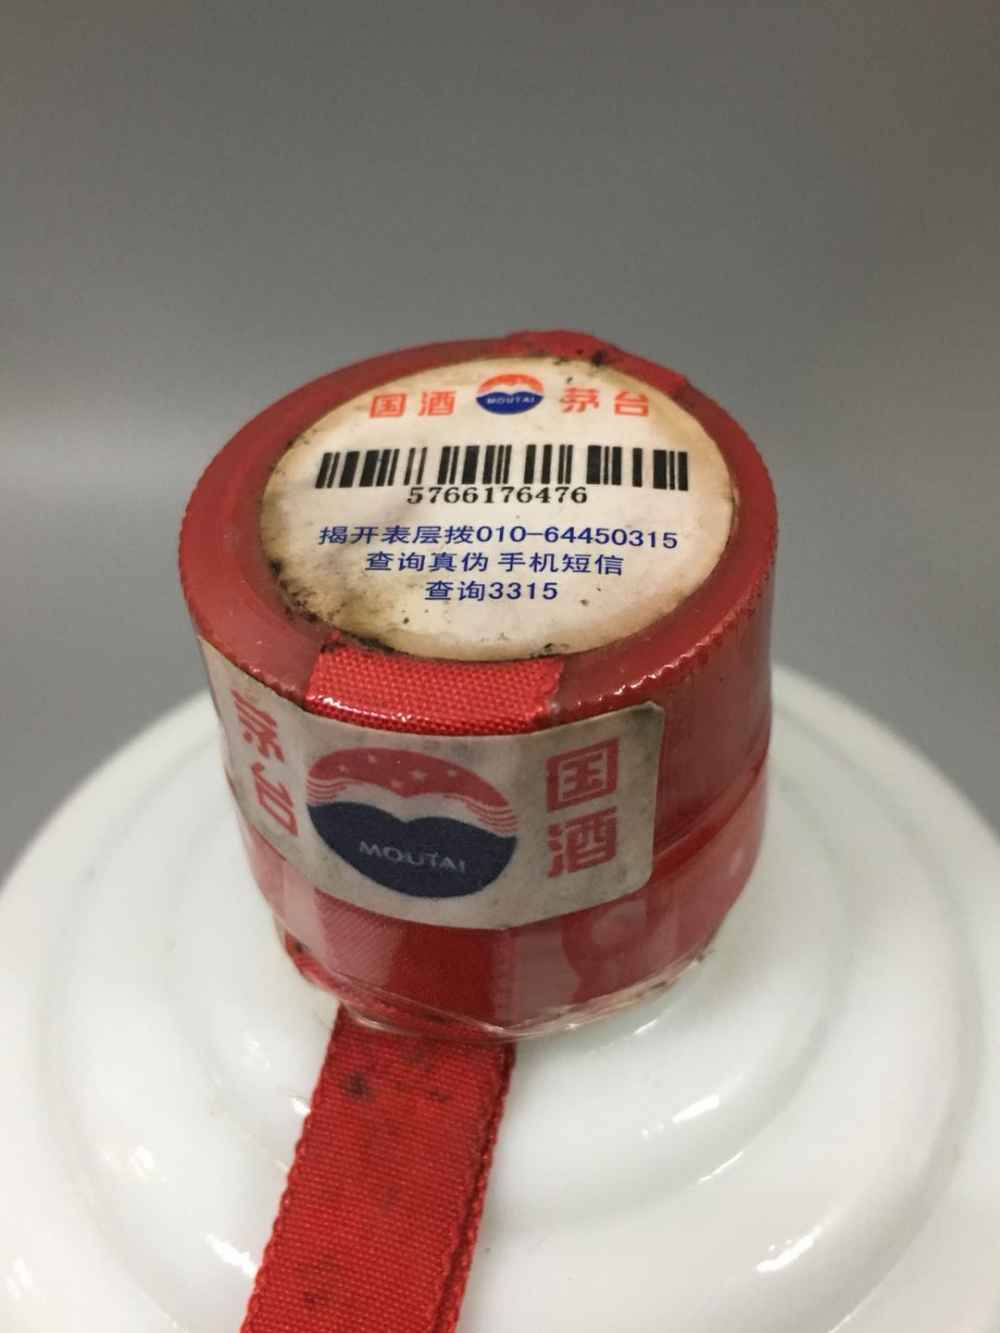 国酒 MOUTAI 茅台
5766176476
揭开表层拨010-64450315
查询真伪 手机短信
查询3315
茅台
MOUTAI
国酒